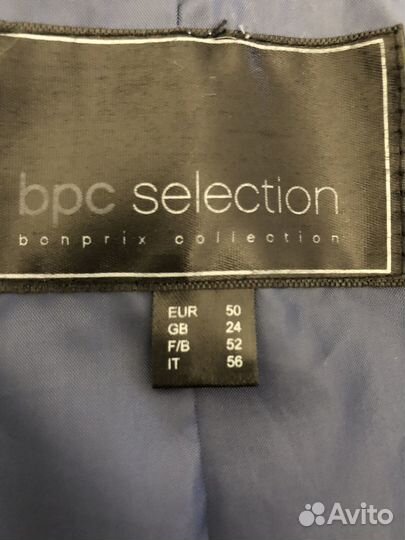 bpc selection
bonprix collection
EUR 50
GB 24
F/B 52
IT 56
Avito